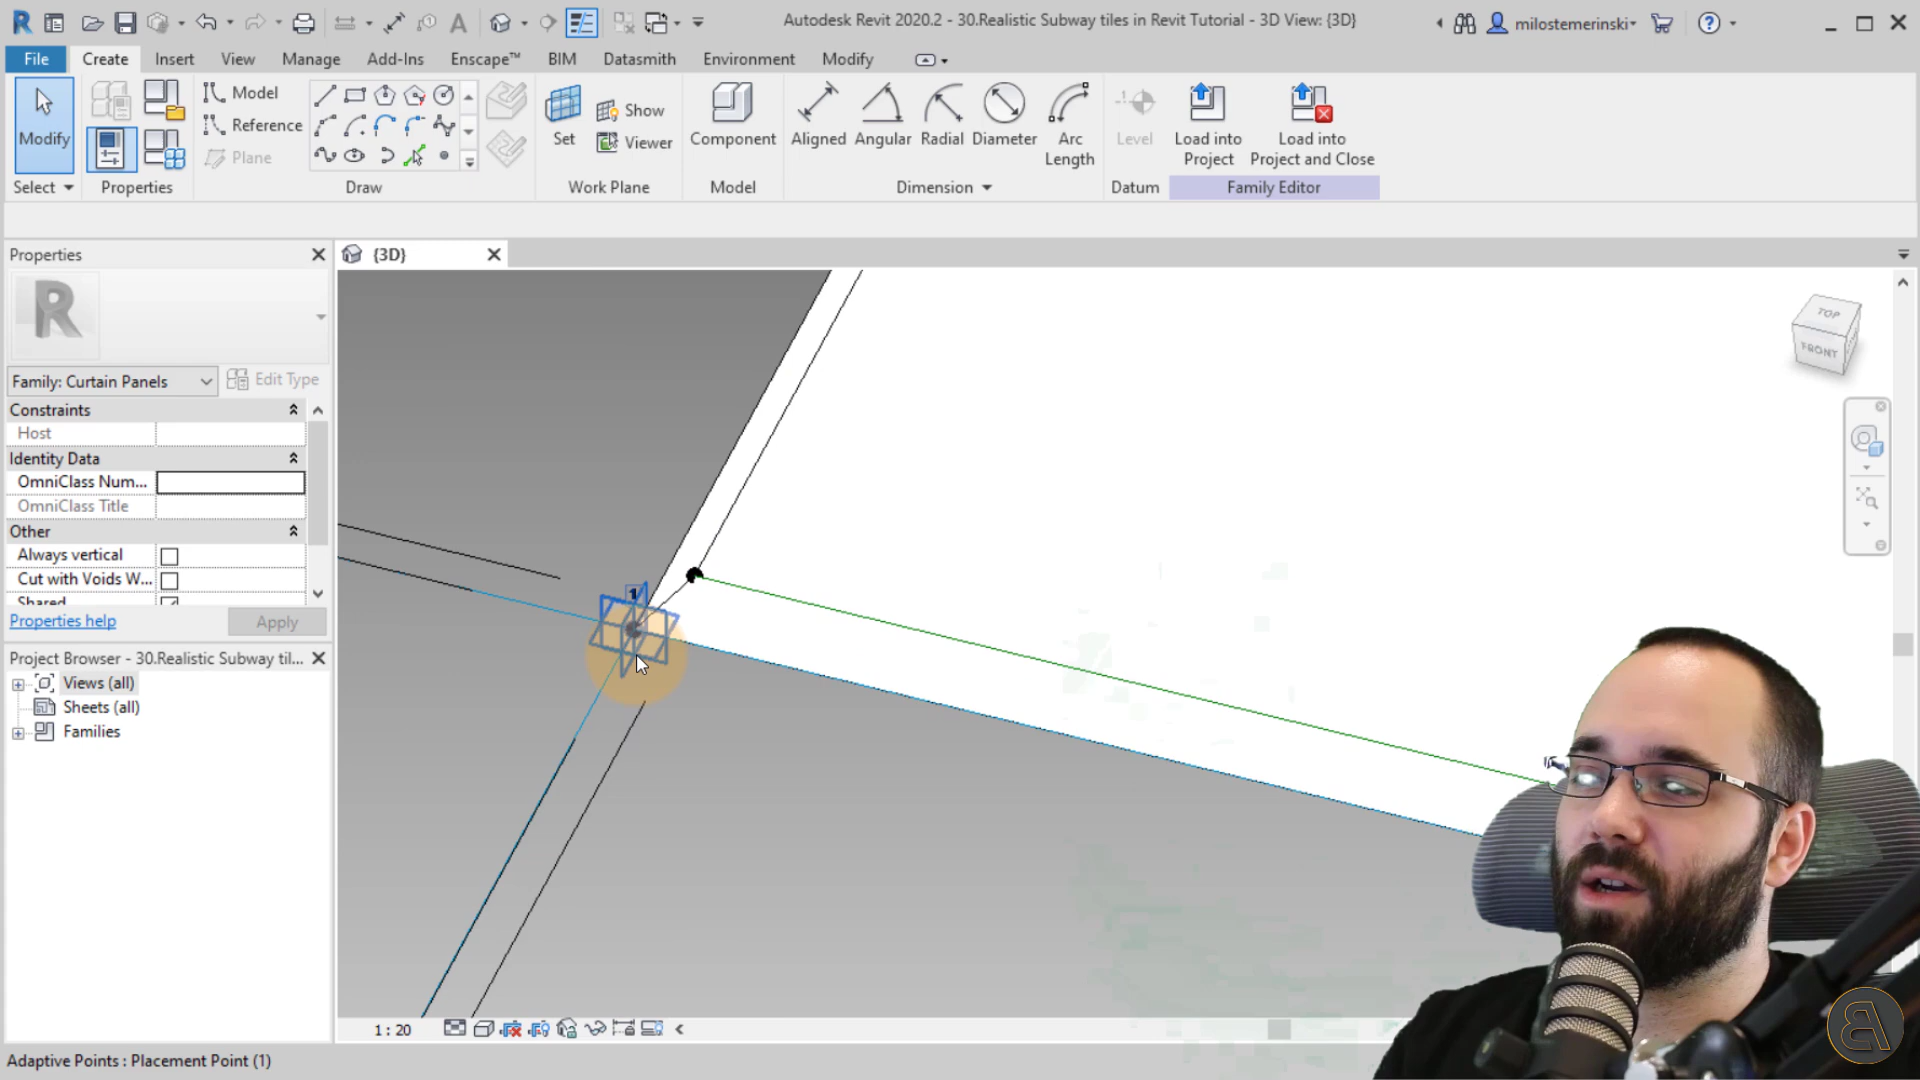 Autodesk Revit 2020.2 - 30.Realistic Subway tiles in Revit Tutorial - 3D View: {3D}
milostemerinski
File Create Insert View Manage Add-Ins Enscape™ BIM Datasmith Environment Modify
Modify
Select
Properties
Model
Reference
Plane
Draw
Set
Show
Viewer
Work Plane
Component
Model
Aligned Angular Radial Diameter Arc Length
Dimension
Level
Datum
Load into Project
Load into Project and Close
Family Editor
Properties
{3D}
R
Family: Curtain Panels
Edit Type
Constraints
Host
Identity Data
OmniClass Num...
OmniClass Title
Other
Always vertical
Cut with Voids W...
Shared
Properties help
Apply
Project Browser - 30.Realistic Subway til...
Views (all)
Sheets (all)
Families
1
TOP
FRONT
1 : 20
Adaptive Points : Placement Point (1)